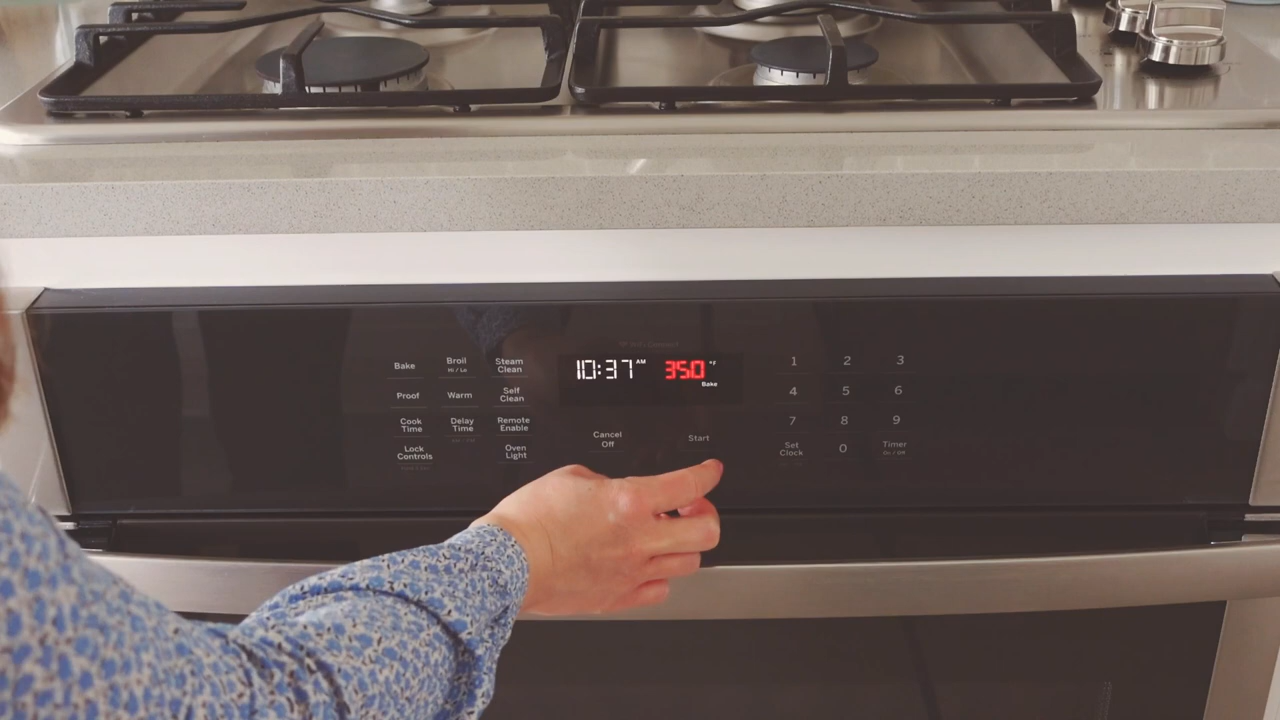 10:37 AM 350 °F
Bake
Bake Broil Steam Clean
Hi / Lo
Proof Warm Self Clean
Cook Time Delay Time Remote Enable
Lock Controls Oven Light
Cancel Off
Start
1 2 3
4 5 6
7 8 9
Set Clock 0 Timer
On / Off